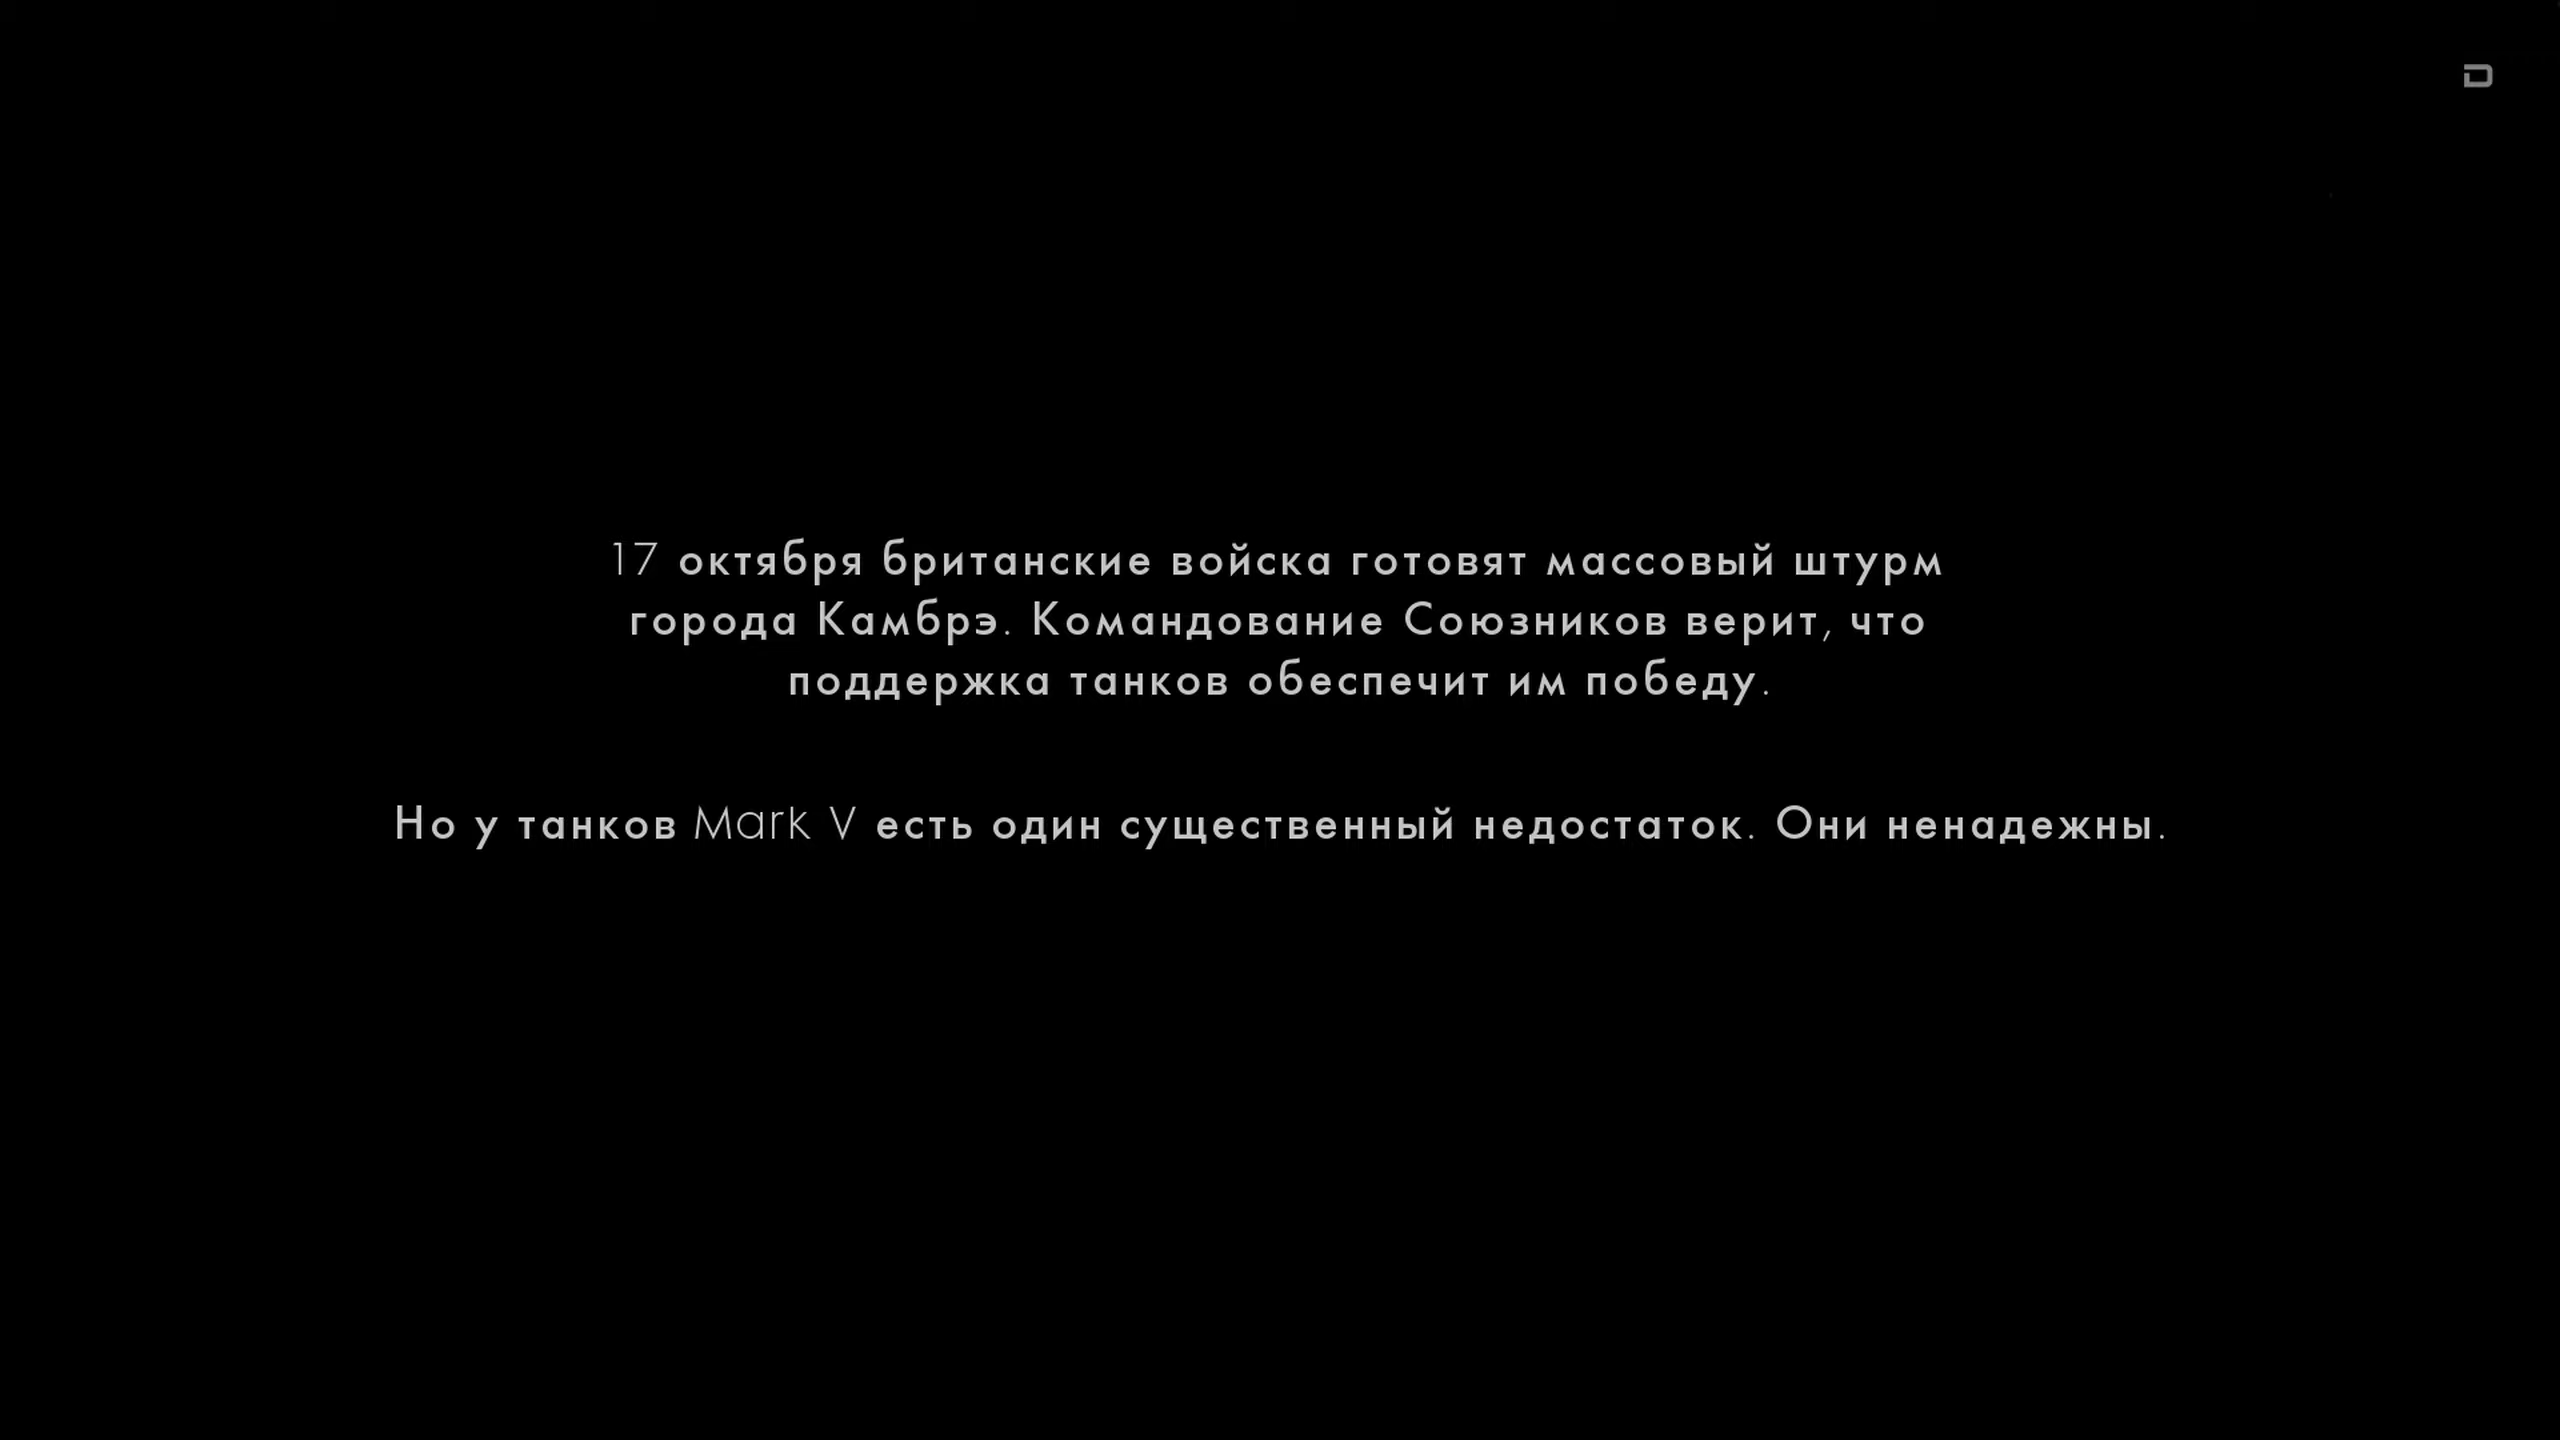 17 октября британские войска готовят массовый штурм
города Камбрэ. Командование Союзников верит, что
поддержка танков обеспечит им победу.
Но у танков Mark V есть один существенный недостаток. Они ненадежны.